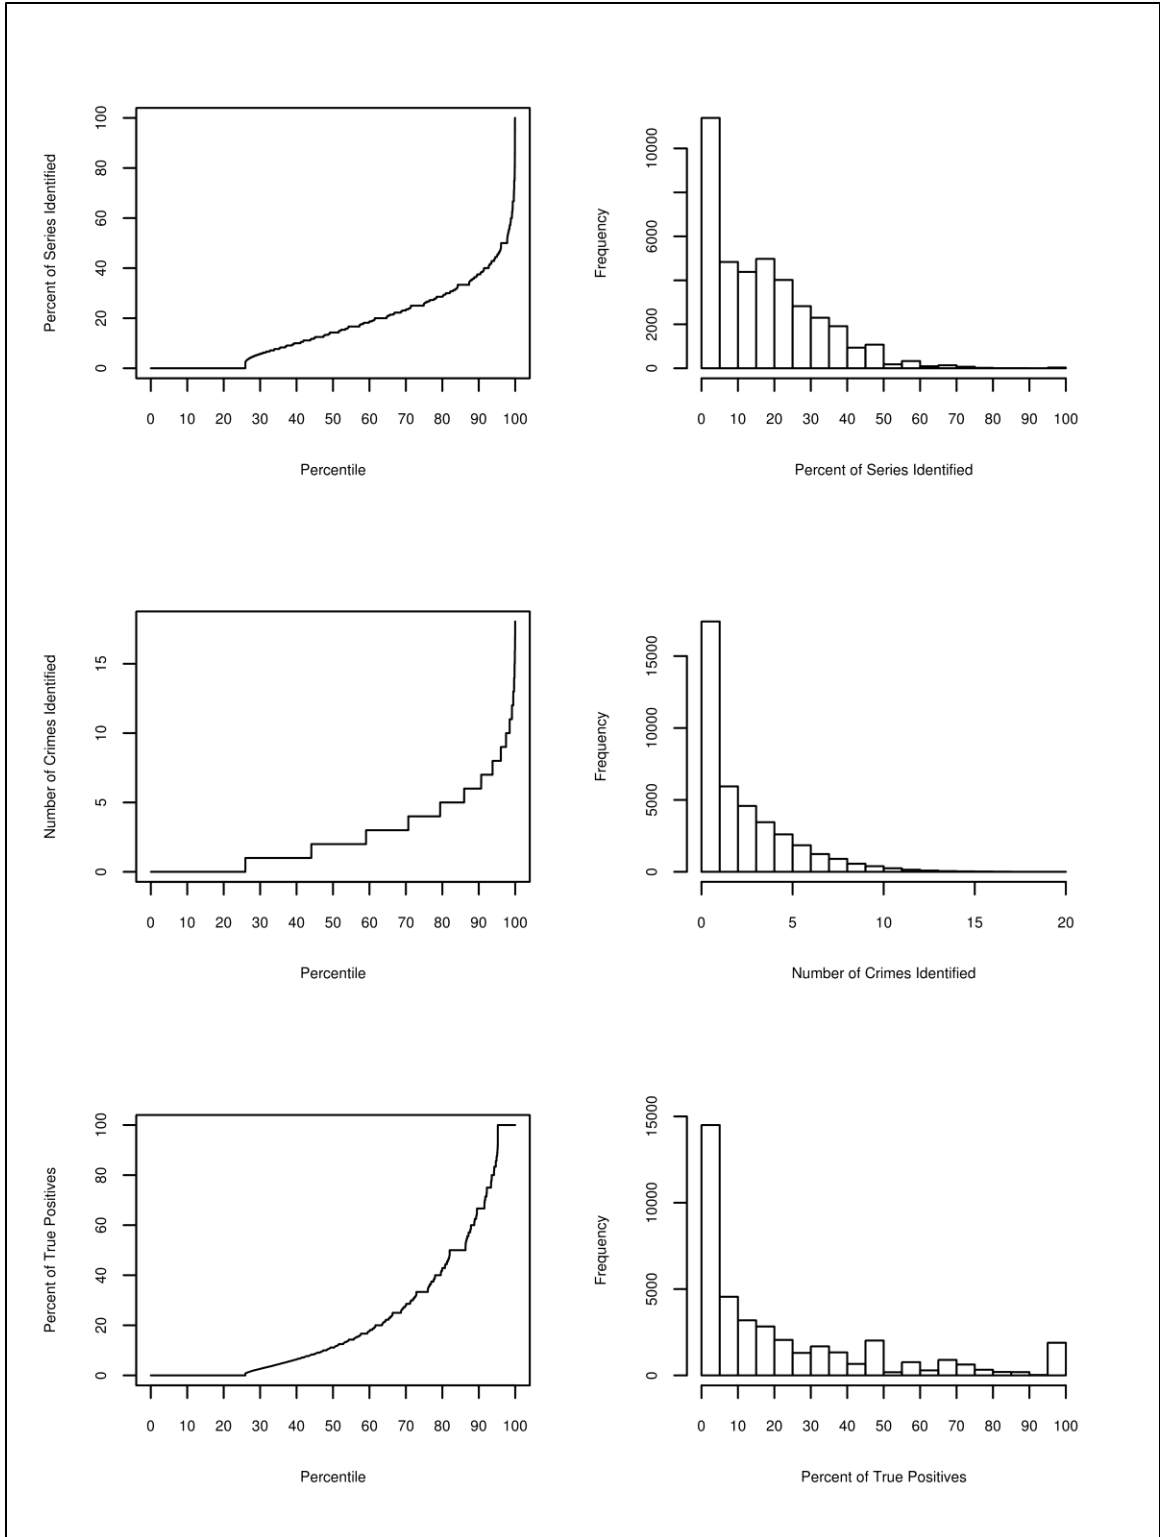 Percent of Series Identified
100
80
60
40
20
0
0 10 20 30 40 50 60 70 80 90 100
Percentile
Frequency
10000
6000
2000
0
0 10 20 30 40 50 60 70 80 90 100
Percent of Series Identified
Number of Crimes Identified
15
10
5
0
0 10 20 30 40 50 60 70 80 90 100
Percentile
Frequency
15000
10000
5000
0
0 5 10 15 20
Number of Crimes Identified
Percent of True Positives
100
80
60
40
20
0
0 10 20 30 40 50 60 70 80 90 100
Percentile
Frequency
15000
10000
5000
0
0 10 20 30 40 50 60 70 80 90 100
Percent of True Positives